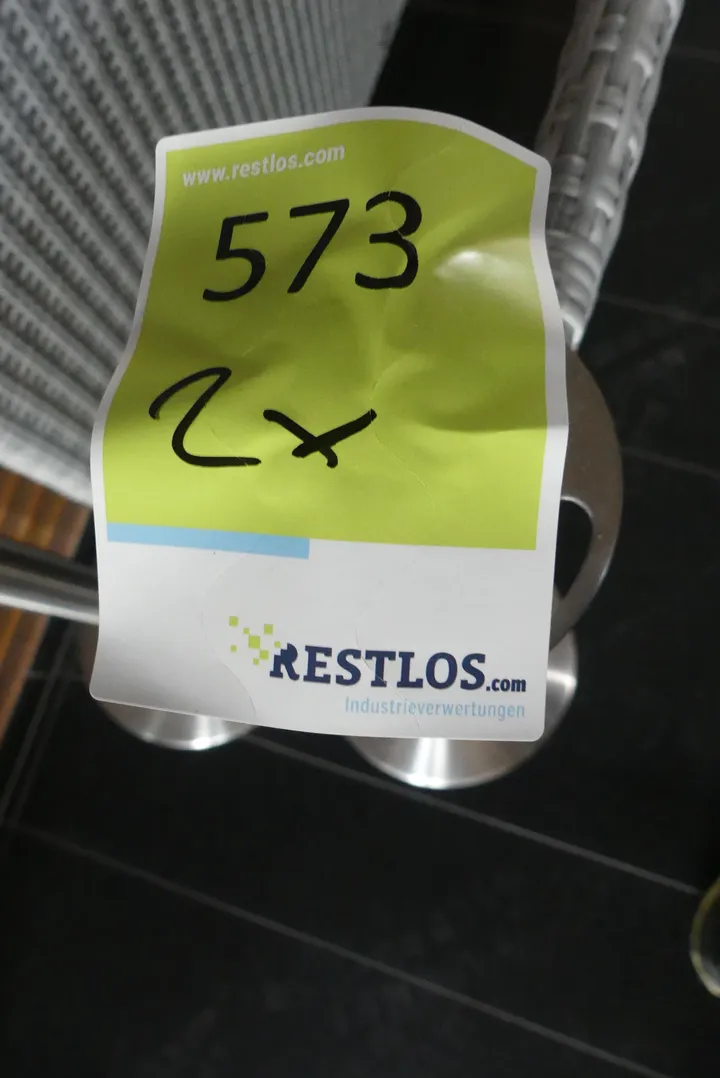 www.restlos.com
573
2x
RESTLOS.com
Industrieverwertungen